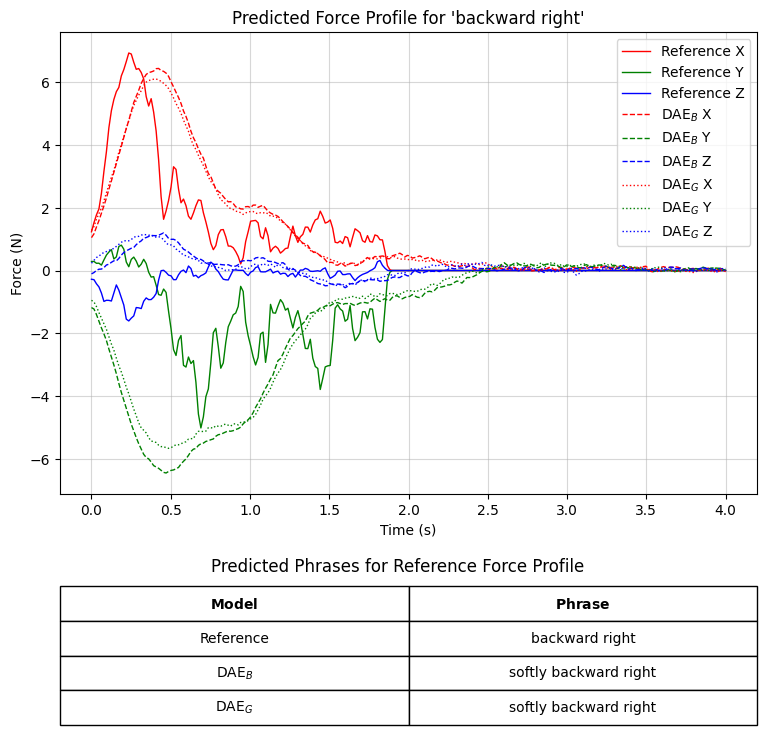 Predicted Force Profile for 'backward right'
Force (N)
6
4
2
0
−2
−4
−6
Reference X
Reference Y
Reference Z
DAE_B X
DAE_B Y
DAE_B Z
DAE_G X
DAE_G Y
DAE_G Z
0.0 0.5 1.0 1.5 2.0 2.5 3.0 3.5 4.0
Time (s)
Predicted Phrases for Reference Force Profile
Model Phrase
Reference backward right
DAE_B softly backward right
DAE_G softly backward right